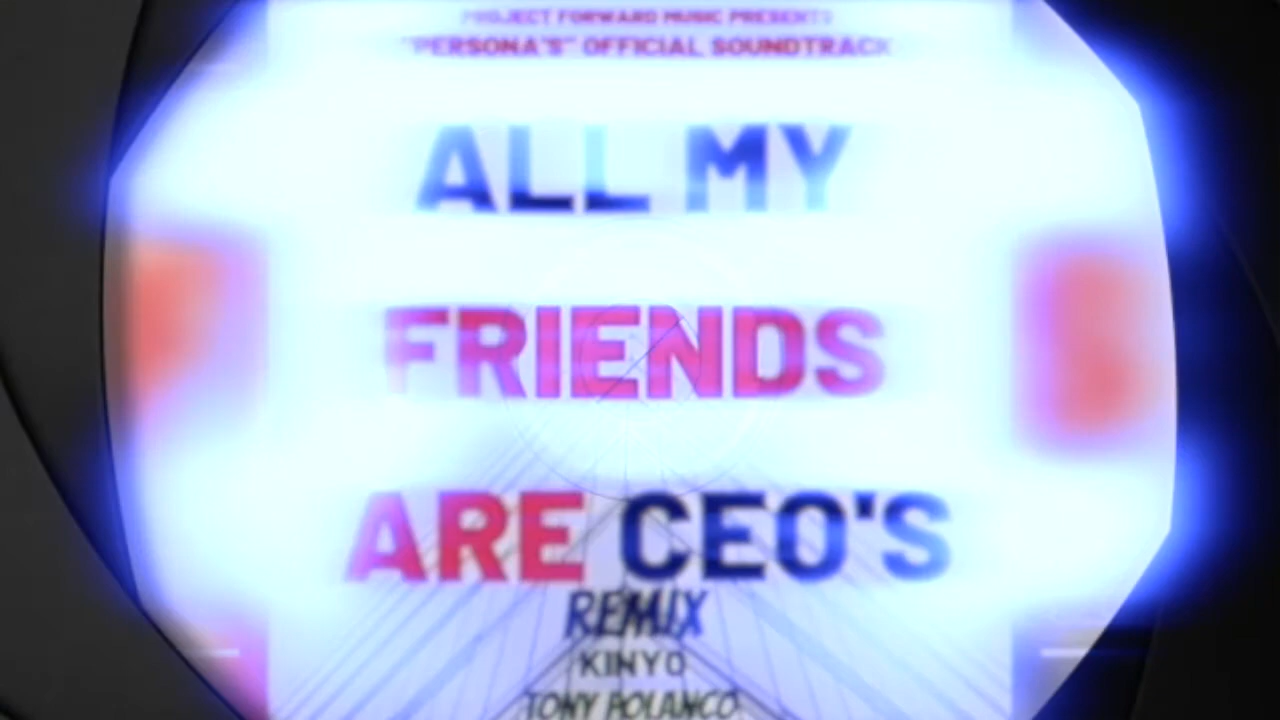 PROJECT FORWARD MUSIC PRESENTS
"PERSONA'S" OFFICIAL SOUNDTRACK
ALL MY
FRIENDS
ARE CEO'S
REMIX
KINYO
TONY POLANCO